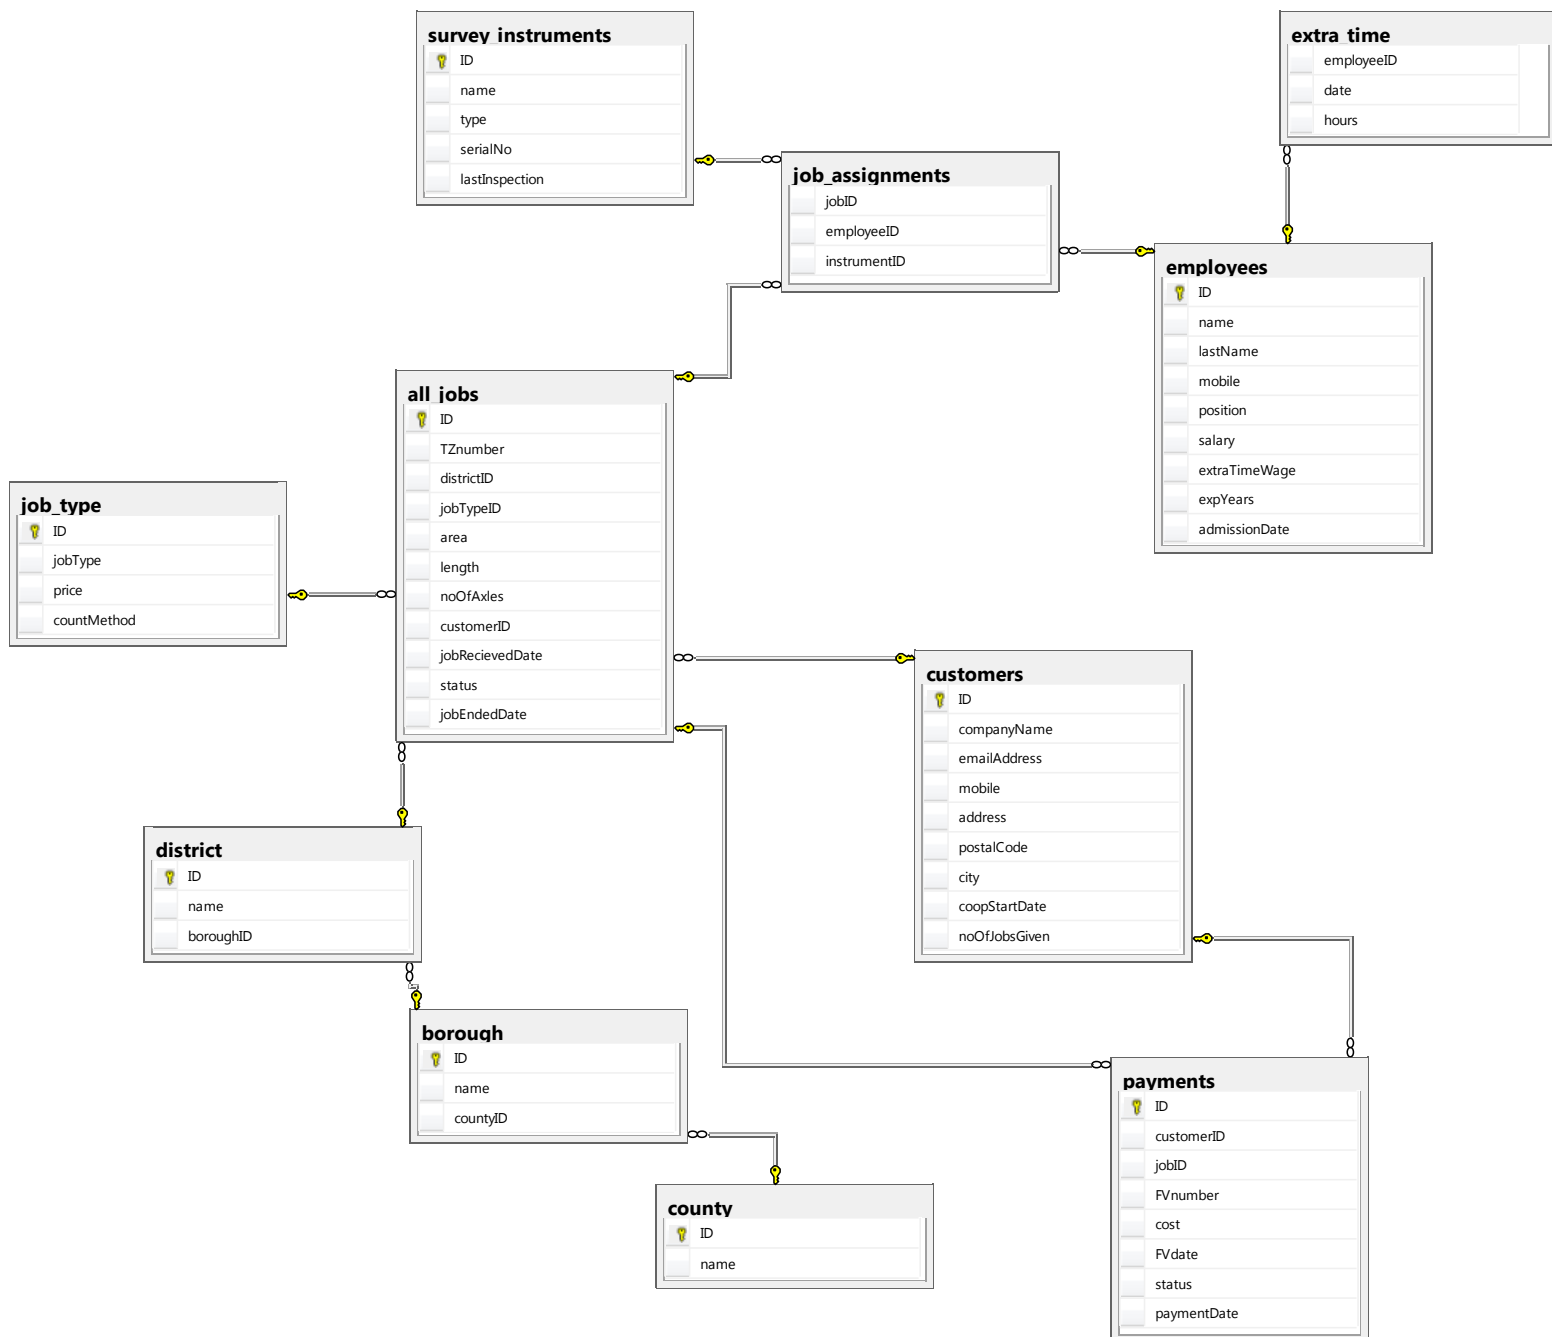 survey_instruments
ID
name
type
serialNo
lastInspection
extra_time
employeeID
date
hours
job_assignments
jobID
employeeID
instrumentID
employees
ID
name
lastName
mobile
position
salary
extraTimeWage
expYears
admissionDate
all_jobs
ID
TZnumber
districtID
jobTypeID
area
length
noOfAxles
customerID
jobRecievedDate
status
jobEndedDate
job_type
ID
jobType
price
countMethod
customers
ID
companyName
emailAddress
mobile
address
postalCode
city
coopStartDate
noOfJobsGiven
district
ID
name
boroughID
borough
ID
name
countyID
county
ID
name
payments
ID
customerID
jobID
FVnumber
cost
FVdate
status
paymentDate